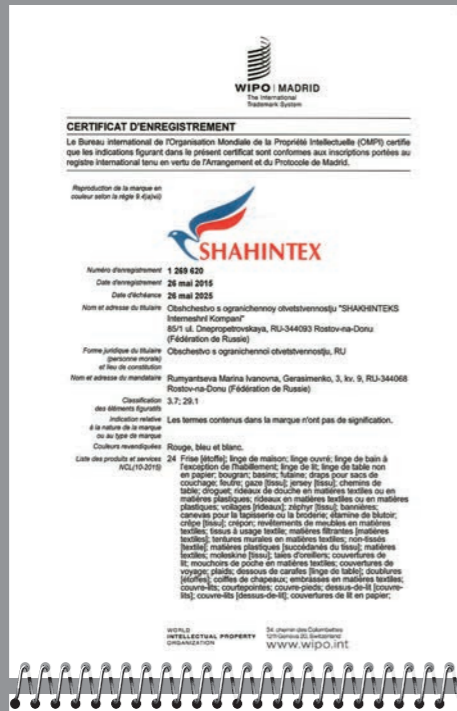 WIPO | MADRID
The International
Trademark System
CERTIFICAT D'ENREGISTREMENT
Le Bureau international de l'Organisation Mondiale de la Propriété Intellectuelle (OMPI) certifie
que les indications figurant dans le présent certificat sont conformes aux inscriptions portées au
registre international tenu en vertu de l'Arrangement et du Protocole de Madrid.
Reproduction de la marque en
couleur selon la règle 9.4)a)vii)
SHAHINTEX
Numéro d'enregistrement 1 269 620
Date d'enregistrement 26 mai 2015
Date d'échéance 26 mai 2025
Nom et adresse du titulaire Obshchestvo s ogranichennoy otvetstvennostju "SHAKHINTEKS
Interneshnl Kompani"
85/1 ul. Dnepropetrovskaya, RU-344093 Rostov-na-Donu
(Fédération de Russie)
Forme juridique du titulaire Obschestvo s ogranichennoi otvetstvennostju, RU
(personne morale)
et lieu de constitution
Nom et adresse du mandataire Rumyantseva Marina Ivanovna, Gerasimenko, 3, kv. 9, RU-344068
Rostov-na-Donu (Fédération de Russie)
Classification 3.7; 29.1
des éléments figuratifs
Indication relative Les termes contenus dans la marque n'ont pas de signification.
à la nature de la marque
ou au type de marque
Couleurs revendiquées Rouge, bleu et blanc.
Liste des produits et services 24 Frise [étoffe]; linge de maison; linge ouvré; linge de bain à
NCL(10-2015) l'exception de l'habillement; linge de lit; linge de table non
en papier; bougran; basins; futaine; draps pour sacs de
couchage; feutre; gaze [tissu]; jersey [tissu]; chemins de
table; droguet; rideaux de douche en matières textiles ou en
matières plastiques; rideaux en matières textiles ou en matières
plastiques; voilages [rideaux]; zéphyr [tissu]; bannières;
canevas pour la tapisserie ou la broderie; étamine de blutoir;
crêpe [tissu]; crépon; revêtements de meubles en matières
textiles; tissus à usage textile; matières filtrantes [matières
textiles]; tentures murales en matières textiles; non-tissés
[textile]; matières plastiques [succédanés du tissu]; matières
textiles; moleskine [tissu]; taies d'oreillers; couvertures de
lit; mouchoirs de poche en matières textiles; couvertures de
voyage; plaids; dessous de carafes [linge de table]; doublures
[étoffes]; coiffes de chapeaux; embrasses en matières textiles;
couvre-lits; courtepointes; couvre-pieds; dessus-de-lit [couvre-
lits]; couvre-lits [dessus-de-lit]; couvertures de lit en papier;
WORLD
INTELLECTUAL PROPERTY
ORGANIZATION
34, chemin des Colombettes
1211 Geneva 20, Switzerland
www.wipo.int